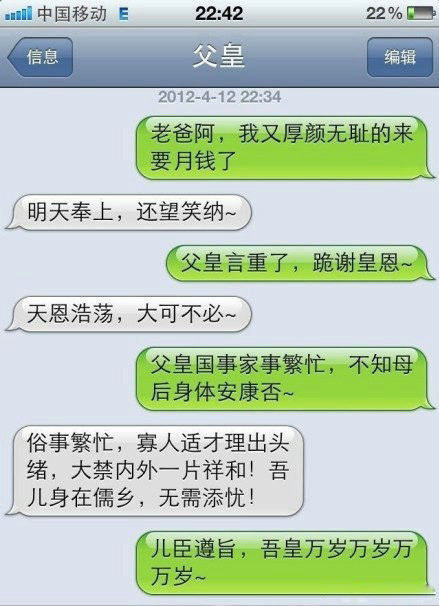 中国移动 E 22:42 22%
信息 父皇 编辑
2012-4-12 22:34
老爸阿，我又厚颜无耻的来
要月钱了
明天奉上，还望笑纳~
父皇言重了，跪谢皇恩~
天恩浩荡，大可不必~
父皇国事家事繁忙，不知母
后身体安康否~
俗事繁忙，寡人适才理出头
绪，大禁内外一片祥和！吾
儿身在儒乡，无需添忧！
儿臣遵旨，吾皇万岁万岁万
万岁~